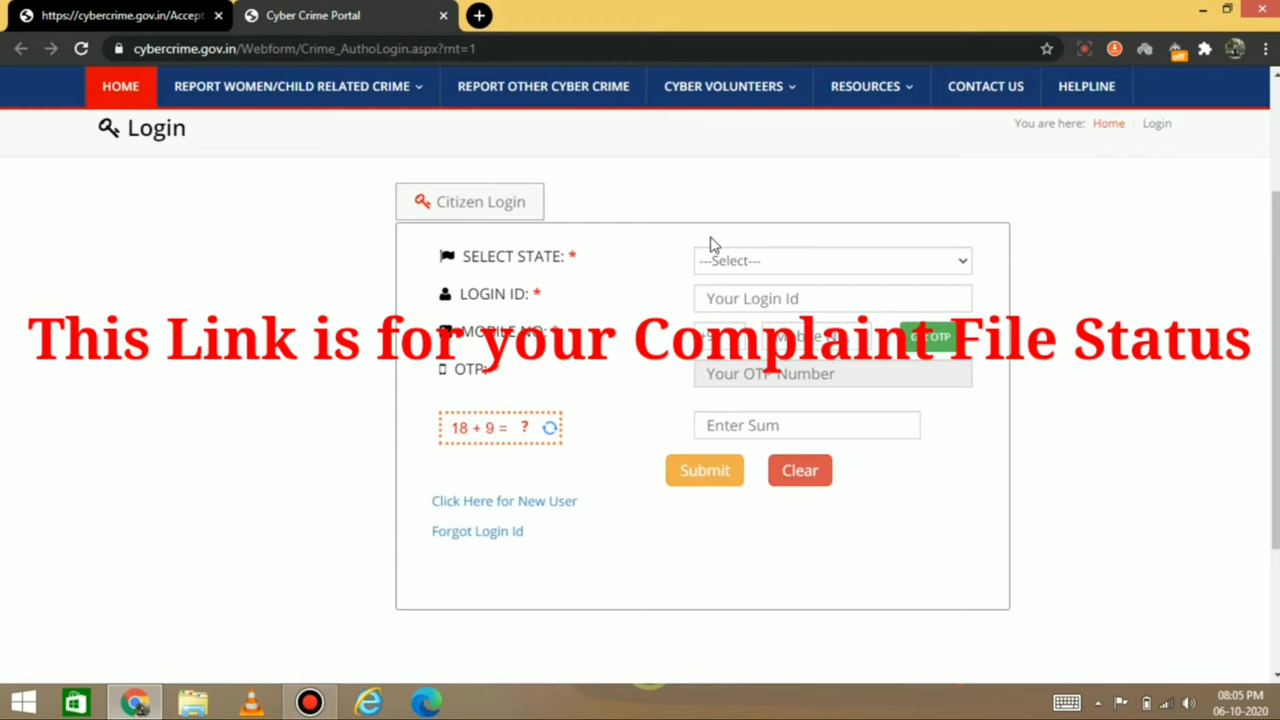 https://cybercrime.gov.in/Accept
Cyber Crime Portal
cybercrime.gov.in/Webform/Crime_AuthoLogin.aspx?rnt=1
off
HOME
REPORT WOMEN/CHILD RELATED CRIME
REPORT OTHER CYBER CRIME
CYBER VOLUNTEERS
RESOURCES
CONTACT US
HELPLINE
Login
You are here: Home Login
Citizen Login
SELECT STATE: *
---Select---
LOGIN ID: *
Your Login Id
MOBILE NO: *
This Link is for your Complaint File Status
OTP:
Your OTP Number
18 + 9 = ?
Enter Sum
Submit
Clear
Click Here for New User
Forgot Login Id
08:05 PM
06-10-2020